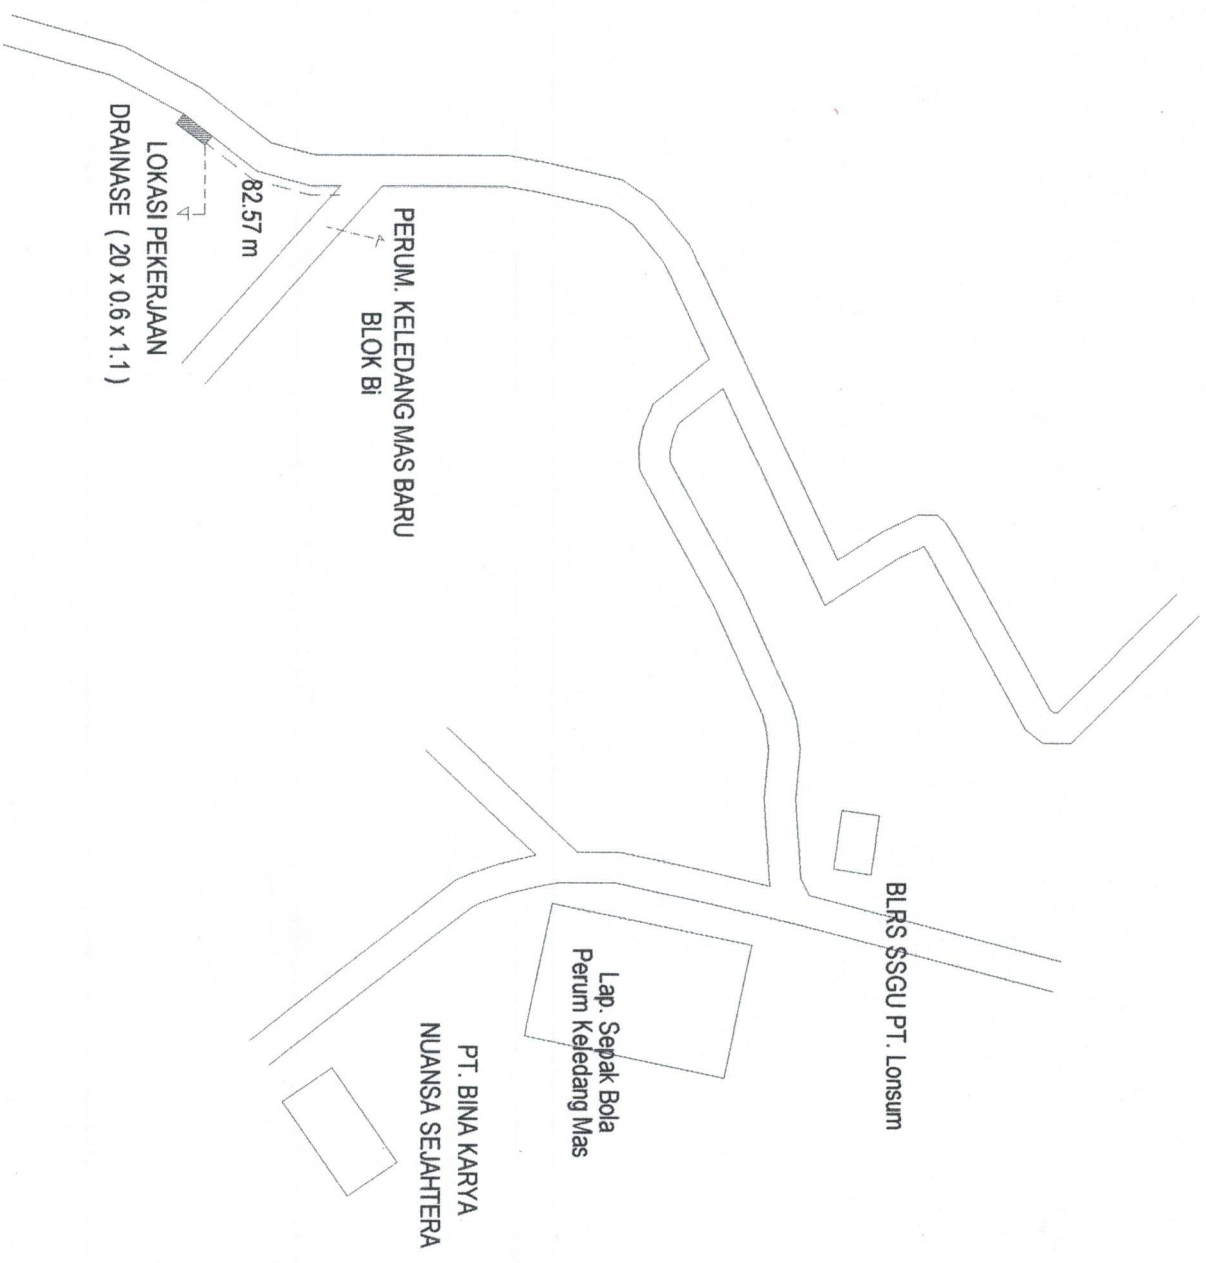 BLRS SSGU PT. Lonsum
Lap. Sepak Bola
Perum Keledang Mas
PT. BINA KARYA
NUANSA SEJAHTERA
PERUM. KELEDANG MAS BARU
BLOK Bi
82.57 m
LOKASI PEKERJAAN
DRAINASE ( 20 x 0.6 x 1.1 )